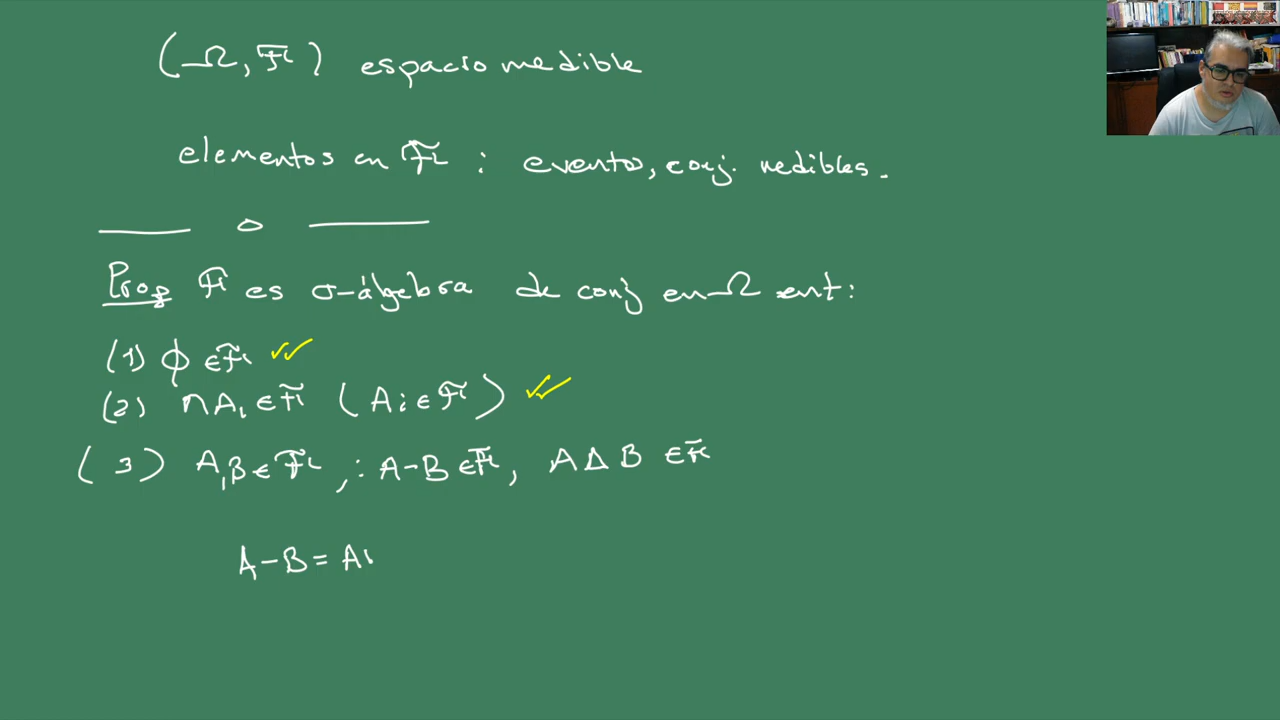 (Ω, ℱ) espacio medible
elementos en ℱ : evento, conj. medibles.
Prop ℱ es σ-álgebra de conj en Ω ent:
(1) ϕ ∈ ℱ
(2) ∩Ai ∈ ℱ (Ai ∈ ℱ)
(3) A, B ∈ ℱ, : A-B ∈ ℱ, A Δ B ∈ ℱ
A-B = A